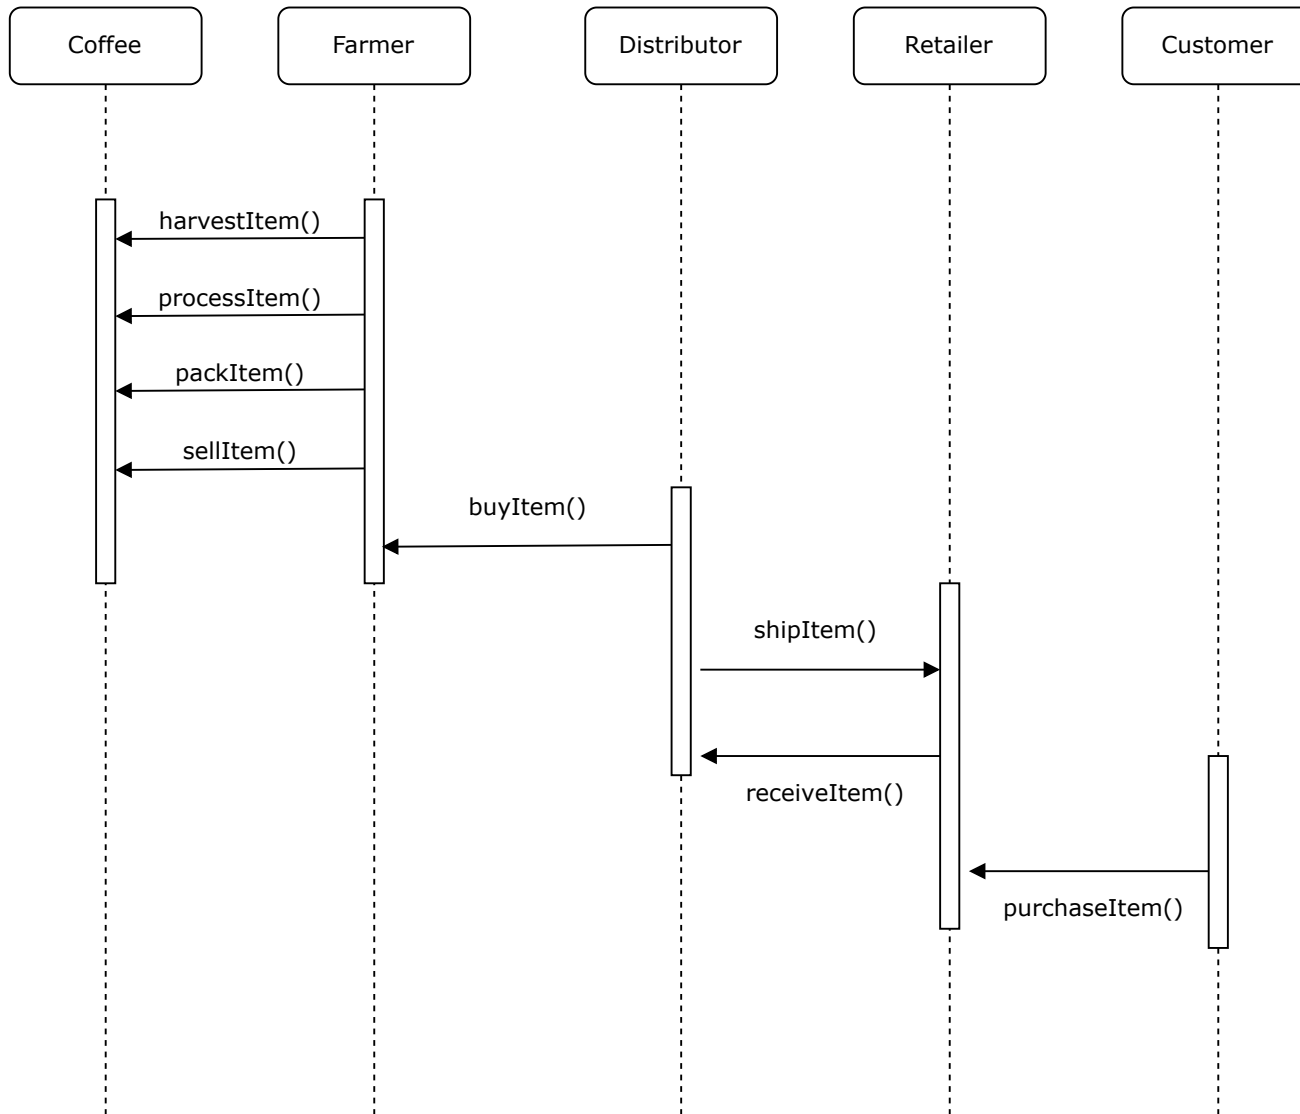 Coffee
Farmer
Distributor
Retailer
Customer
harvestItem()
processItem()
packItem()
sellItem()
buyItem()
shipItem()
receiveItem()
purchaseItem()